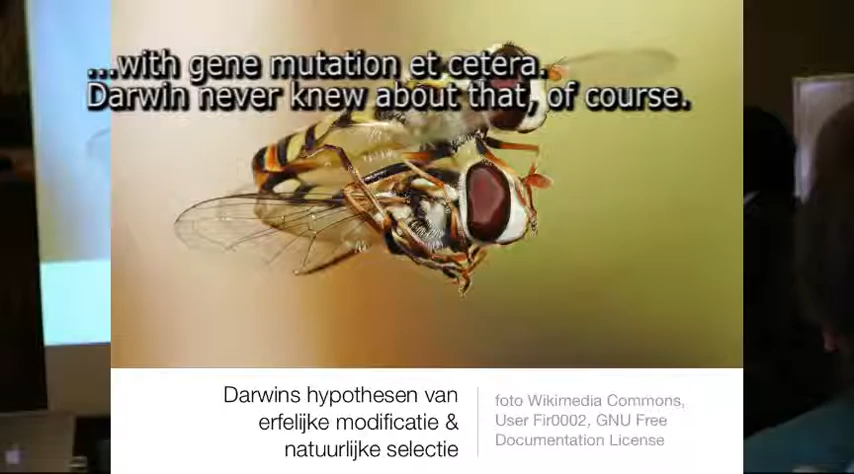 ...with gene mutation et cetera.
Darwin never knew about that, of course.
Darwins hypothesen van
erfelijke modificatie &
natuurlijke selectie
foto Wikimedia Commons,
User Fir0002, GNU Free
Documentation License